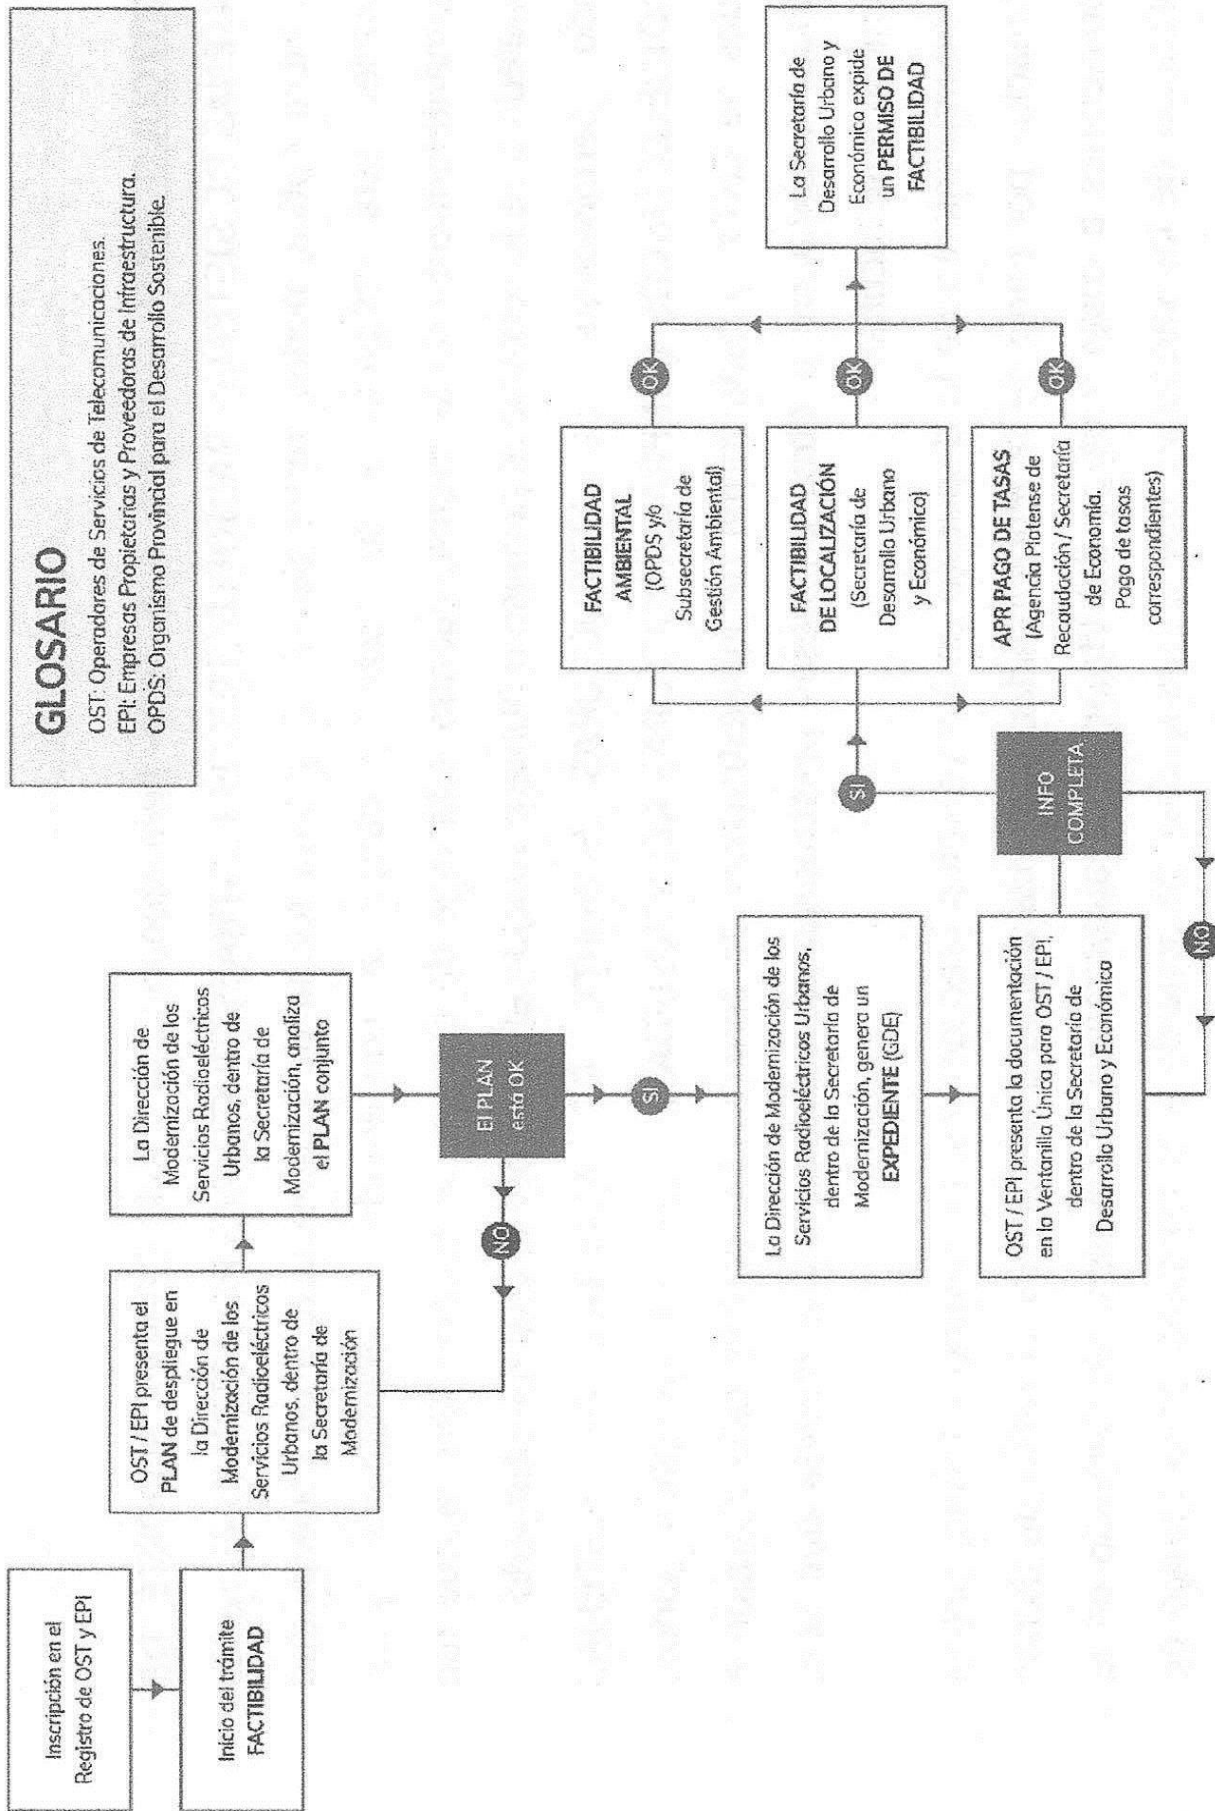 GLOSARIO
OST: Operadores de Servicios de Telecomunicaciones.
EPI: Empresas Propietarias y Proveedoras de Infraestructura.
OPDS: Organismo Provincial para el Desarrollo Sostenible.
Inscripción en el
Registro de OST y EPI
Inicio del trámite
FACTIBILIDAD
OST / EPI presenta el
PLAN de despliegue en
la Dirección de
Modernización de los
Servicios Radioeléctricos
Urbanos, dentro de
la Secretaría de
Modernización
La Dirección de
Modernización de los
Servicios Radioeléctricos
Urbanos, dentro de
la Secretaría de
Modernización, analiza
el PLAN conjunto
El PLAN
está OK
NO
SI
La Dirección de Modernización de los
Servicios Radioeléctricos Urbanos,
dentro de la Secretaría de
Modernización, genera un
EXPEDIENTE (GDE)
OST / EPI presenta la documentación
en la Ventanilla Única para OST / EPI,
dentro de la Secretaría de
Desarrollo Urbano y Económico
INFO
COMPLETA
NO
SI
FACTIBILIDAD
AMBIENTAL
(OPDS y/o
Subsecretaría de
Gestión Ambiental)
OK
FACTIBILIDAD
DE LOCALIZACIÓN
(Secretaría de
Desarrollo Urbano
y Económico)
OK
APR PAGO DE TASAS
(Agencia Platense de
Recaudación / Secretaría
de Economía.
Pago de tasas
correspondientes)
OK
La Secretaría de
Desarrollo Urbano y
Económica expide
un PERMISO DE
FACTIBILIDAD